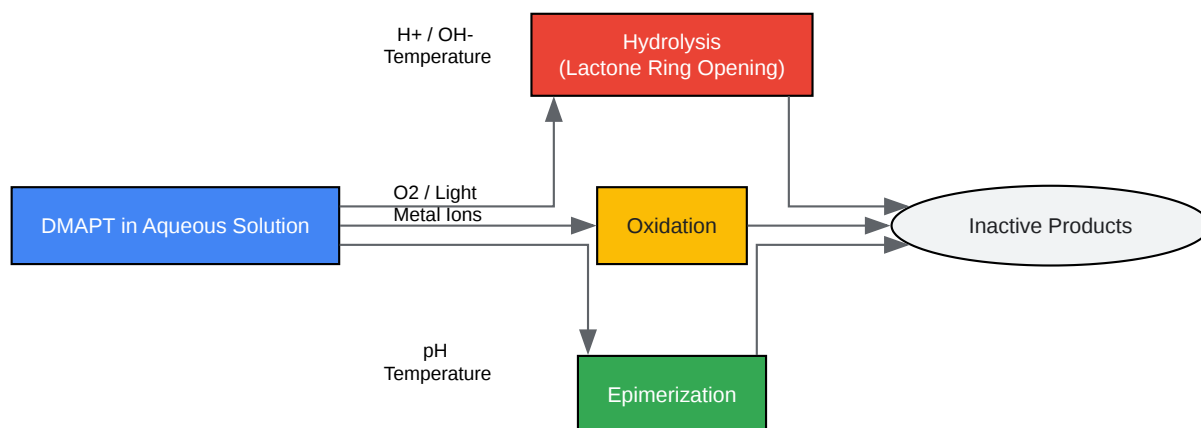 H+ / OH-
Temperature
Hydrolysis
(Lactone Ring Opening)
O2 / Light
Metal Ions
DMAPT in Aqueous Solution
Oxidation
Inactive Products
pH
Temperature
Epimerization